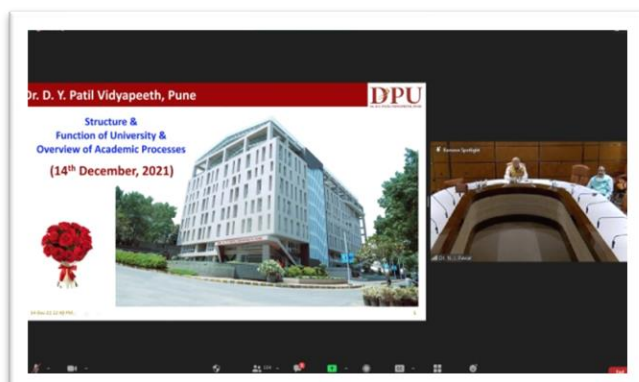 Dr. D. Y. Patil Vidyapeeth, Pune
DPU
Structure &
Function of University &
Overview of Academic Processes
(14th December, 2021)
Remove Spotlight